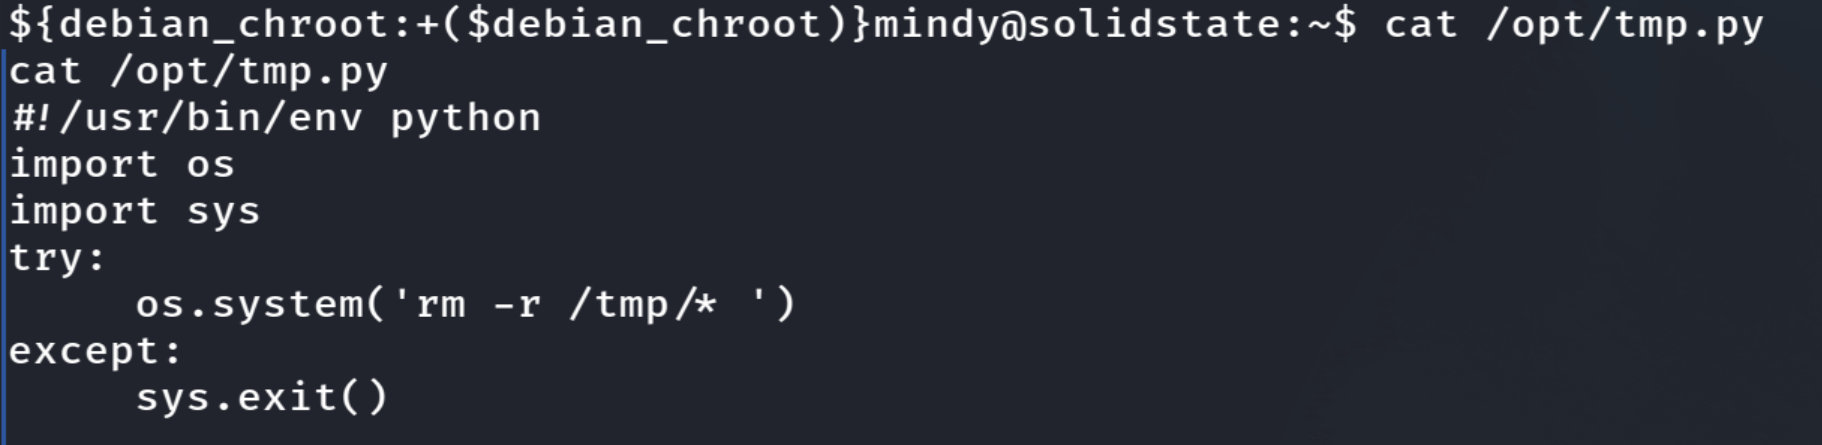 ${debian_chroot:+($debian_chroot)}mindy@solidstate:~$ cat /opt/tmp.py
cat /opt/tmp.py
#!/usr/bin/env python
import os
import sys
try:
     os.system('rm -r /tmp/* ')
except:
     sys.exit()